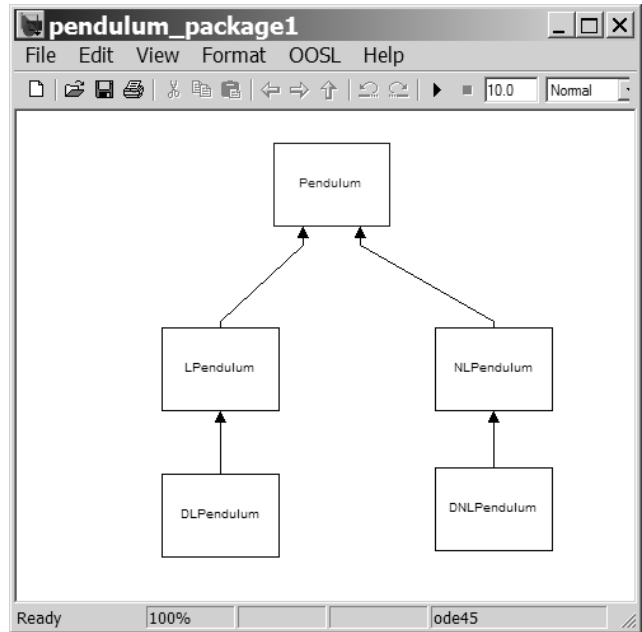 pendulum_package1
File Edit View Format OOSL Help
10.0 Normal
Pendulum
LPendulum NLPendulum
DLPendulum DNLPendulum
Ready 100% ode45